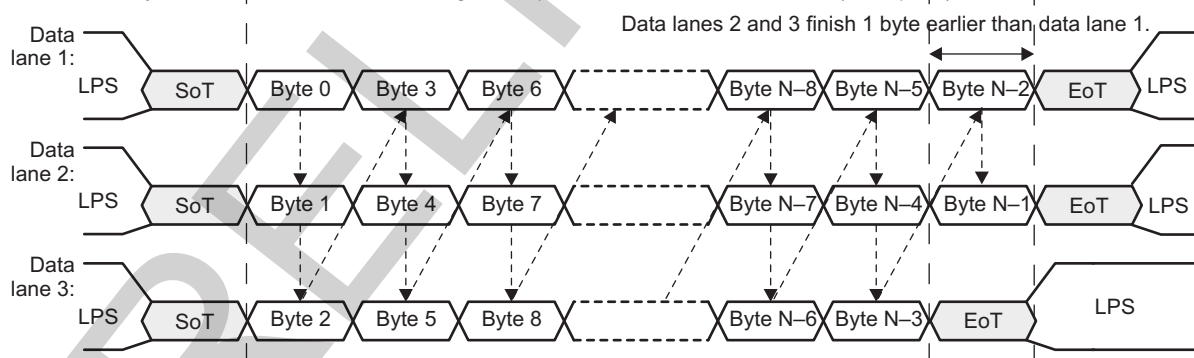 Data lanes 2 and 3 finish 1 byte earlier than data lane 1.
Data
lane 1:
LPS SoT Byte 0 Byte 3 Byte 6 Byte N–8 Byte N–5 Byte N–2 EoT LPS
Data
lane 2:
LPS SoT Byte 1 Byte 4 Byte 7 Byte N–7 Byte N–4 Byte N–1 EoT LPS
Data
lane 3:
LPS SoT Byte 2 Byte 5 Byte 8 Byte N–6 Byte N–3 EoT LPS